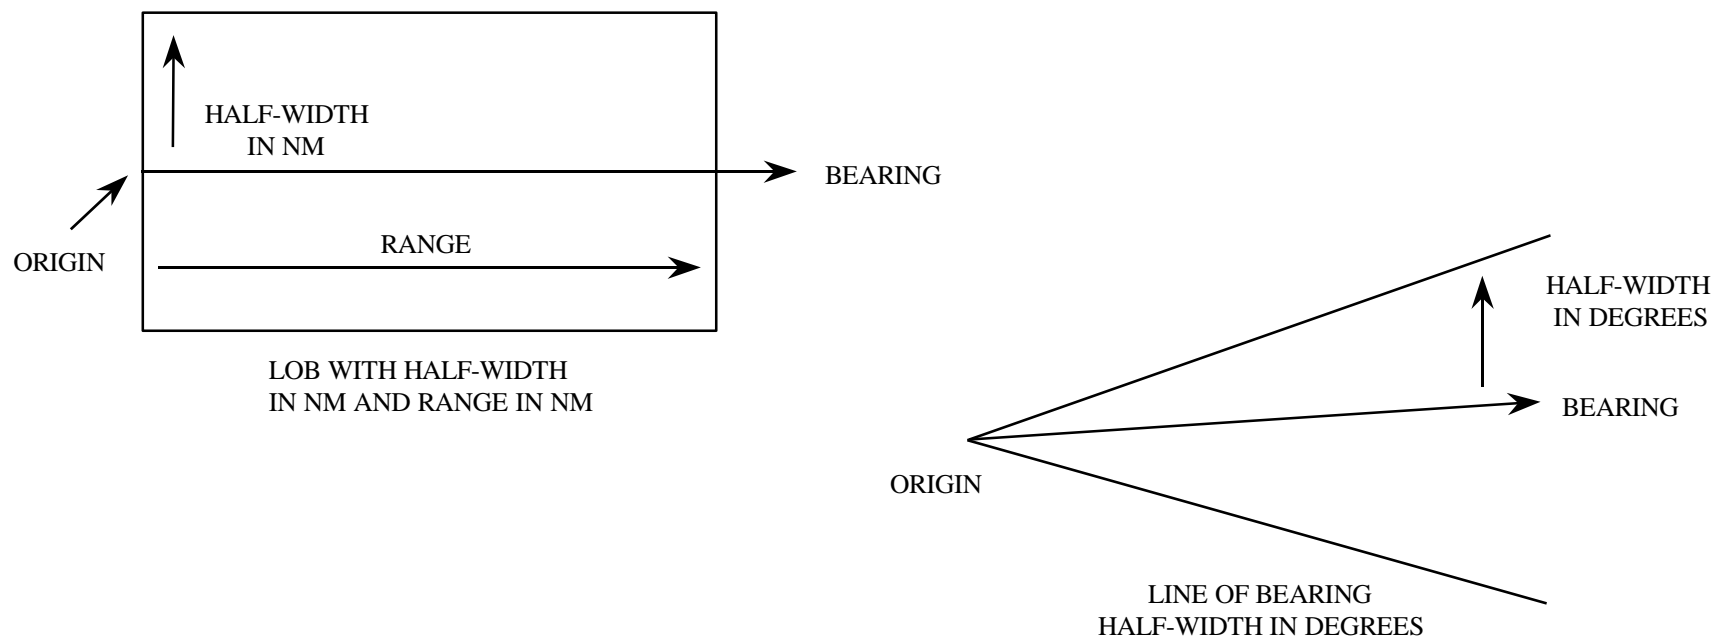 HALF-WIDTH
IN NM
BEARING
ORIGIN
RANGE
LOB WITH HALF-WIDTH
IN NM AND RANGE IN NM
HALF-WIDTH
IN DEGREES
BEARING
ORIGIN
LINE OF BEARING
HALF-WIDTH IN DEGREES